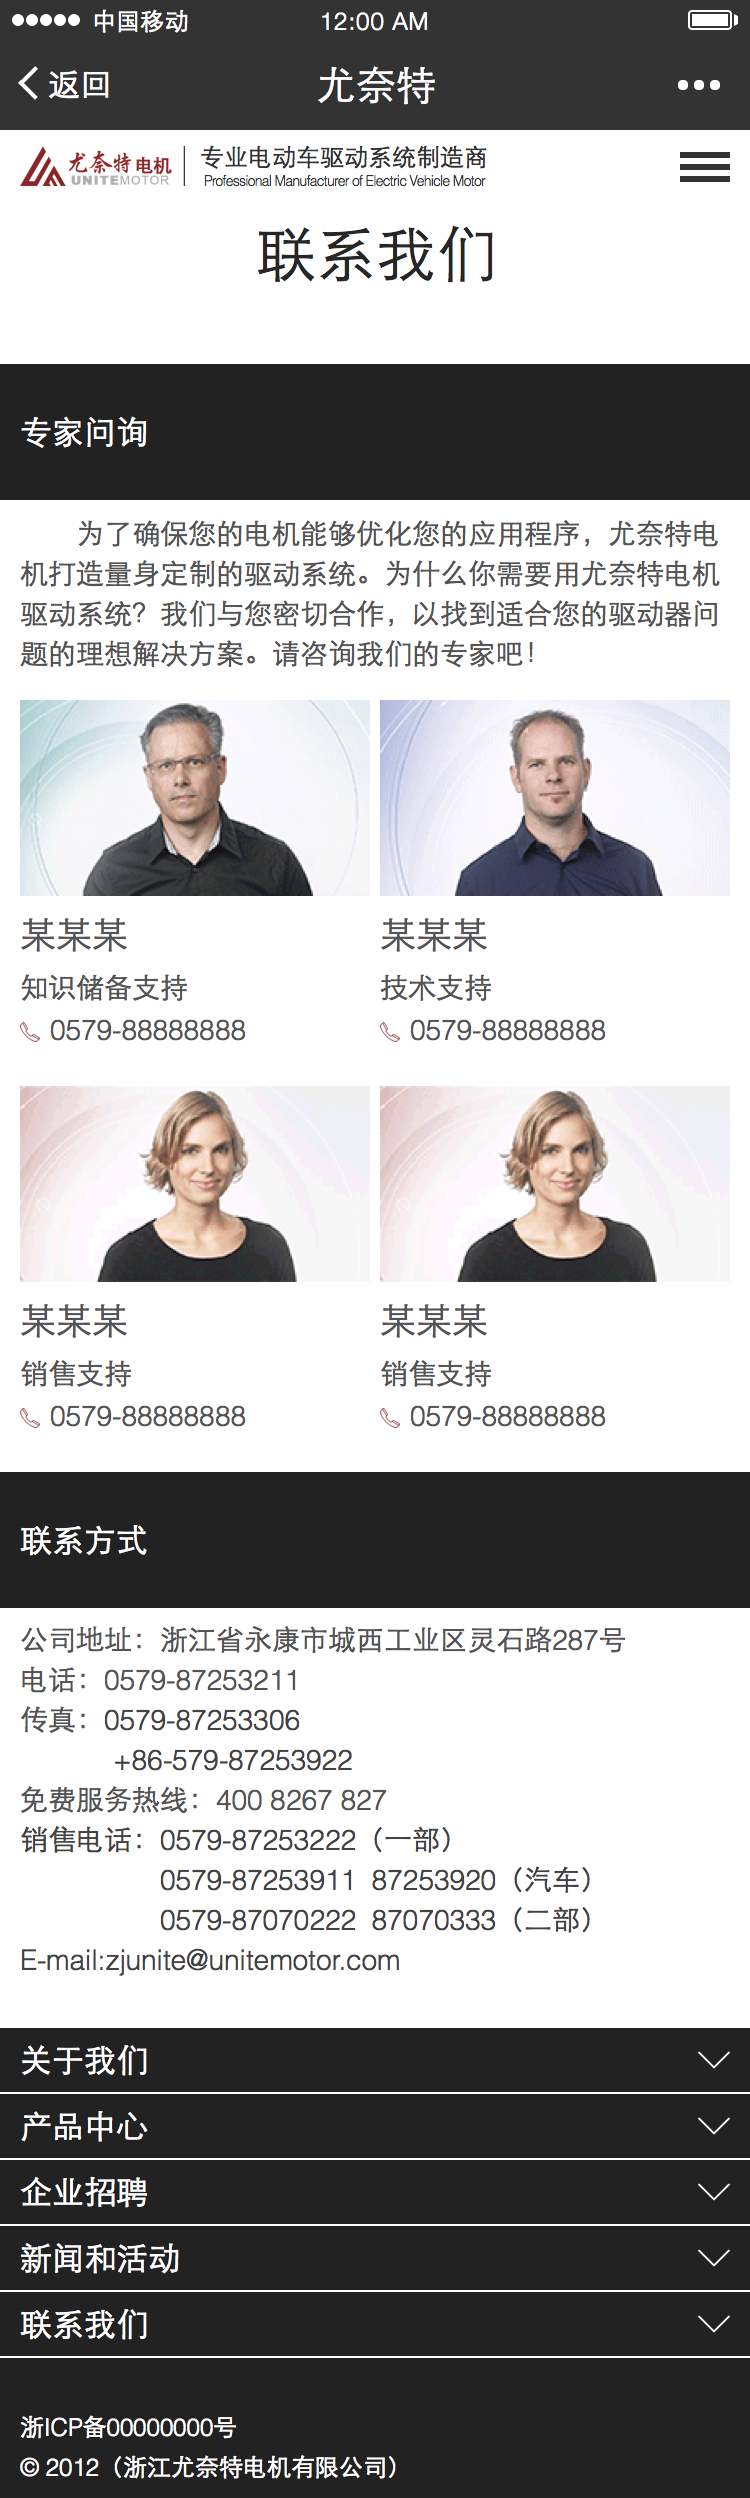 中国移动 12:00 AM
返回 尤奈特
尤奈特电机 专业电动车驱动系统制造商
UNITEMOTOR Professional Manufacturer of Electric Vehicle Motor
联系我们
专家问询
为了确保您的电机能够优化您的应用程序，尤奈特电
机打造量身定制的驱动系统。为什么你需要用尤奈特电机
驱动系统？我们与您密切合作，以找到适合您的驱动器问
题的理想解决方案。请咨询我们的专家吧！
某某某 某某某
知识储备支持 技术支持
0579-88888888 0579-88888888
某某某 某某某
销售支持 销售支持
0579-88888888 0579-88888888
联系方式
公司地址：浙江省永康市城西工业区灵石路287号
电话：0579-87253211
传真：0579-87253306
+86-579-87253922
免费服务热线：400 8267 827
销售电话：0579-87253222（一部）
0579-87253911 87253920（汽车）
0579-87070222 87070333（二部）
E-mail:zjunite@unitemotor.com
关于我们
产品中心
企业招聘
新闻和活动
联系我们
浙ICP备00000000号
© 2012（浙江尤奈特电机有限公司）